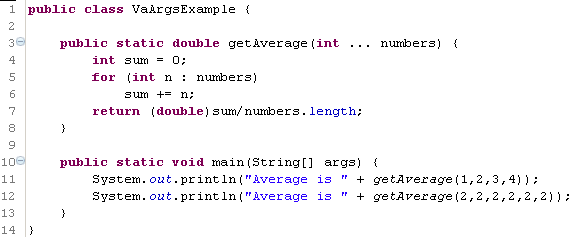 1 public class VaArgsExample {
2
3 public static double getAverage(int ... numbers) {
4 int sum = 0;
5 for (int n : numbers)
6 sum += n;
7 return (double)sum/numbers.length;
8 }
9
10 public static void main(String[] args) {
11 System.out.println("Average is " + getAverage(1,2,3,4));
12 System.out.println("Average is " + getAverage(2,2,2,2,2,2));
13 }
14 }